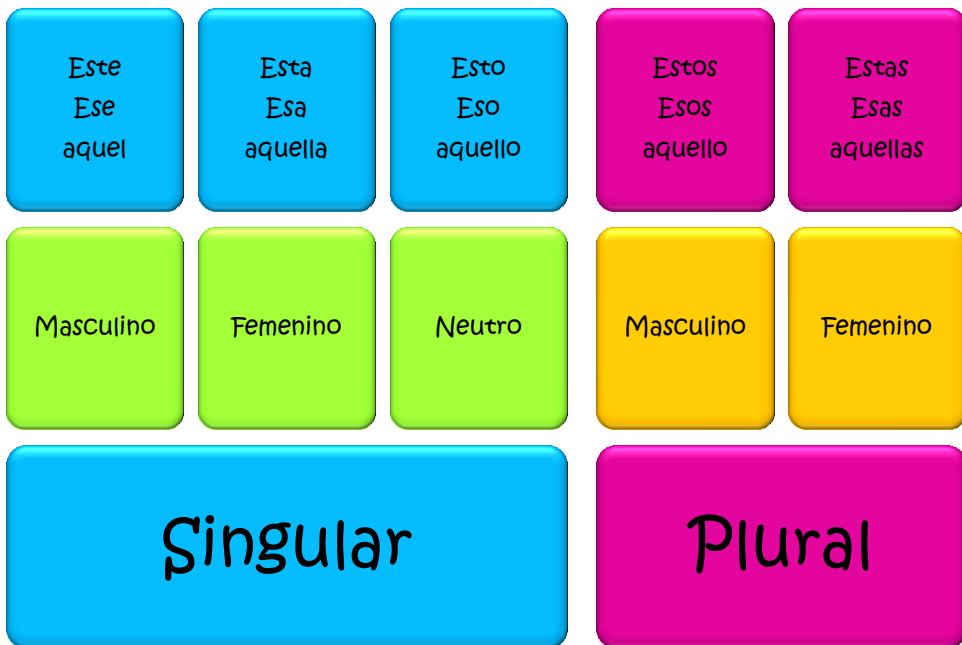 Este
Ese
aquel
Esta
Esa
aquella
Esto
Eso
aquello
Estos
Esos
aquello
Estas
Esas
aquellas
Masculino
Femenino
Neutro
Masculino
Femenino
Singular
Plural